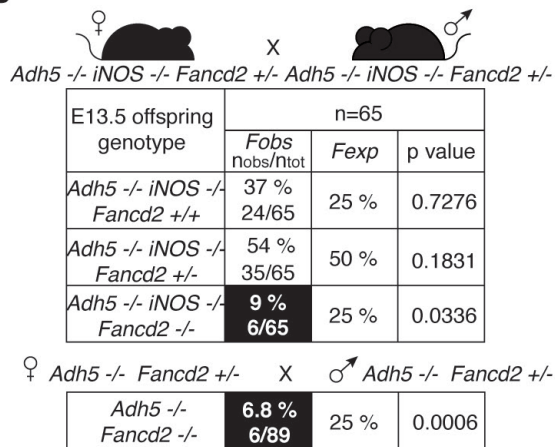 ♀ X ♂
Adh5 -/- iNOS -/- Fancd2 +/- Adh5 -/- iNOS -/- Fancd2 +/-
E13.5 offspring genotype n=65
Fobs nobs/ntot Fexp p value
Adh5 -/- iNOS -/- Fancd2 +/+ 37 % 24/65 25 % 0.7276
Adh5 -/- iNOS -/- Fancd2 +/- 54 % 35/65 50 % 0.1831
Adh5 -/- iNOS -/- Fancd2 -/- 9 % 6/65 25 % 0.0336
♀ Adh5 -/- Fancd2 +/- X ♂ Adh5 -/- Fancd2 +/-
Adh5 -/- Fancd2 -/- 6.8 % 6/89 25 % 0.0006